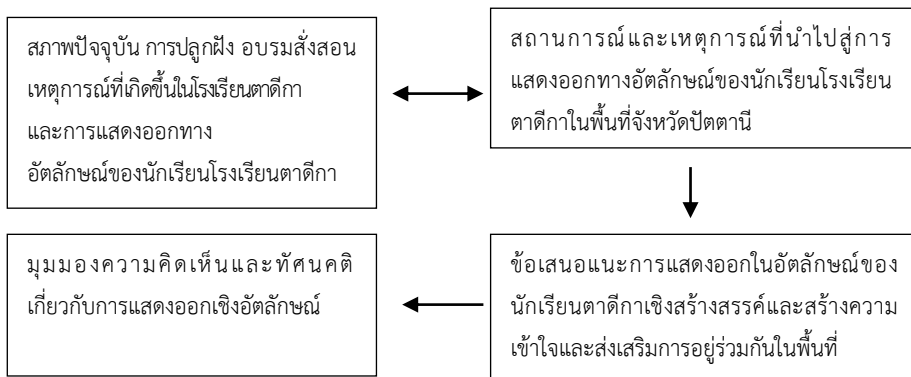 สภาพปัจจุบัน การปลูกฝัง อบรมสั่งสอน
เหตุการณ์ที่เกิดขึ้นในโรงเรียนตาดีกา
และการแสดงออกทาง
อัตลักษณ์ของนักเรียนโรงเรียนตาดีกา
สถานการณ์และเหตุการณ์ที่นำไปสู่การ
แสดงออกทางอัตลักษณ์ของนักเรียนโรงเรียน
ตาดีกาในพื้นที่จังหวัดปัตตานี
มุมมองความคิดเห็นและทัศนคติ
เกี่ยวกับการแสดงออกเชิงอัตลักษณ์
ข้อเสนอแนะการแสดงออกในอัตลักษณ์ของ
นักเรียนตาดีกาเชิงสร้างสรรค์และสร้างความ
เข้าใจและส่งเสริมการอยู่ร่วมกันในพื้นที่